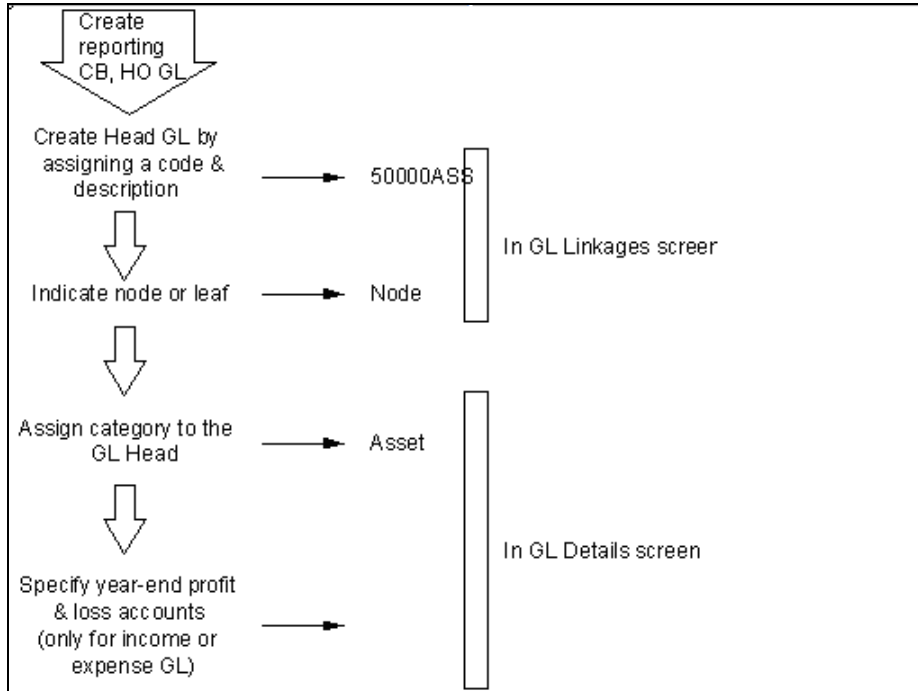 Create
reporting
CB, HO GL
Create Head GL by
assigning a code &
description
50000ASS
In GL Linkages screer
Indicate node or leaf
Node
Assign category to the
GL Head
Asset
In GL Details screen
Specify year-end profit
& loss accounts
(only for income or
expense GL)